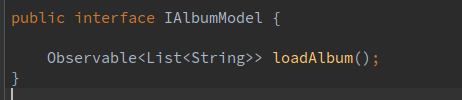 public interface IAlbumModel {
Observable<List<String>> loadAlbum();
}